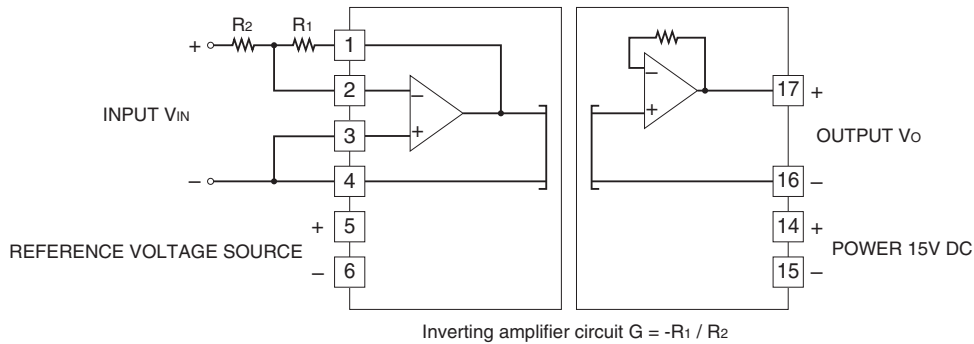 R2 R1
+ 1
2 − − 17 +
INPUT VIN + +
3 OUTPUT VO
− 4 16 −
+ 5 14 +
REFERENCE VOLTAGE SOURCE POWER 15V DC
− 6 15 −
Inverting amplifier circuit G = -R1 / R2